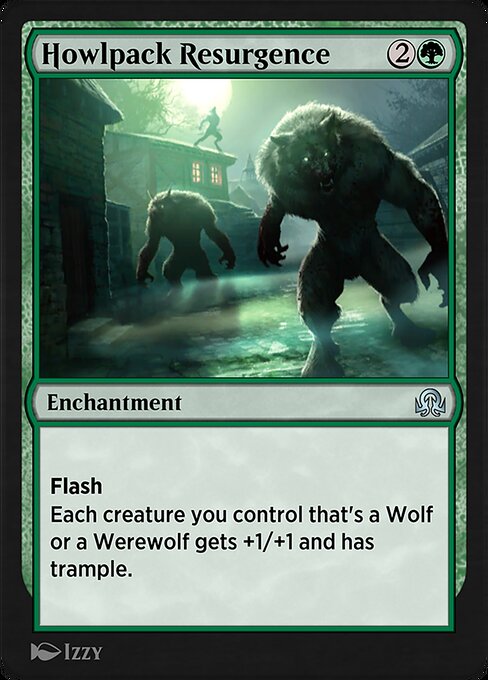 Howlpack Resurgence 2
Enchantment
Flash
Each creature you control that's a Wolf
or a Werewolf gets +1/+1 and has
trample.
Izzy